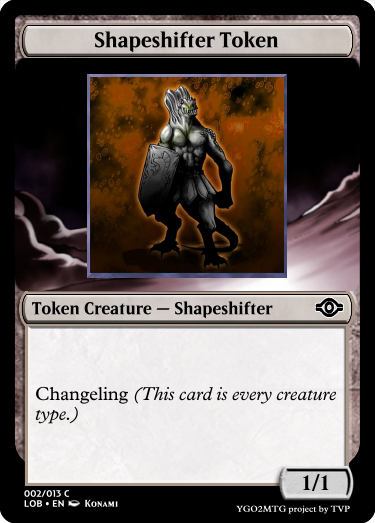 Shapeshifter Token
Token Creature — Shapeshifter
Changeling (This card is every creature
type.)
1/1
002/013 C
LOB • EN Konami
YGO2MTG project by TVP